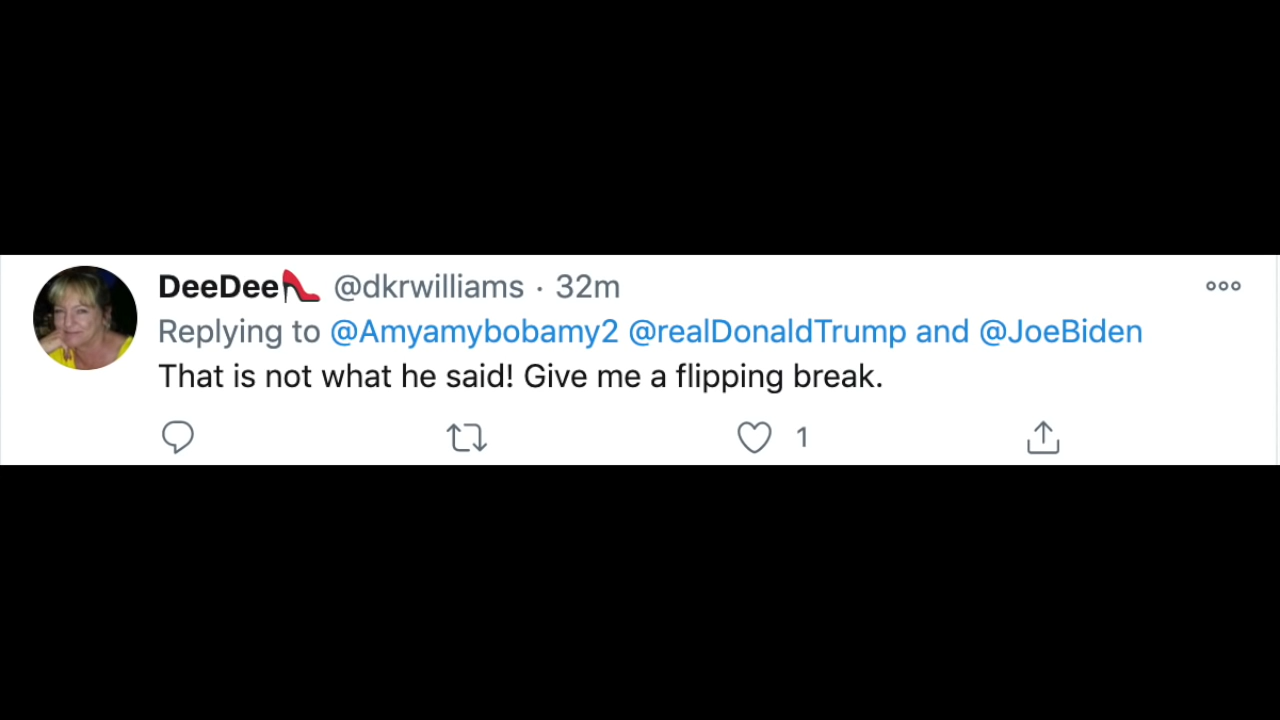 DeeDee👠 @dkrwilliams · 32m
Replying to @Amyamybobamy2 @realDonaldTrump and @JoeBiden
That is not what he said! Give me a flipping break.
1